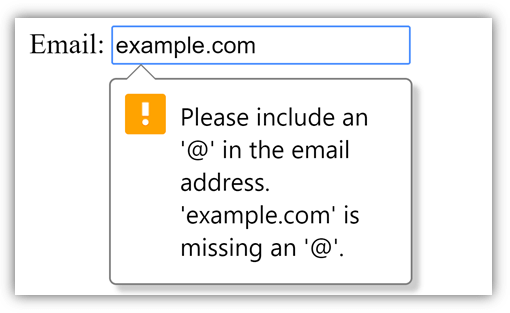 Email: example.com
Please include an
'@' in the email
address.
'example.com' is
missing an '@'.